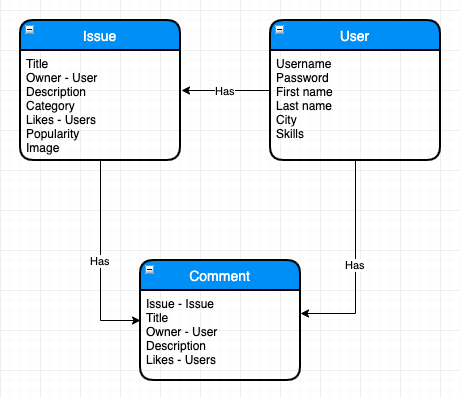 Issue
Title
Owner - User
Description
Category
Likes - Users
Popularity
Image
Has
User
Username
Password
First name
Last name
City
Skills
Has
Has
Comment
Issue - Issue
Title
Owner - User
Description
Likes - Users